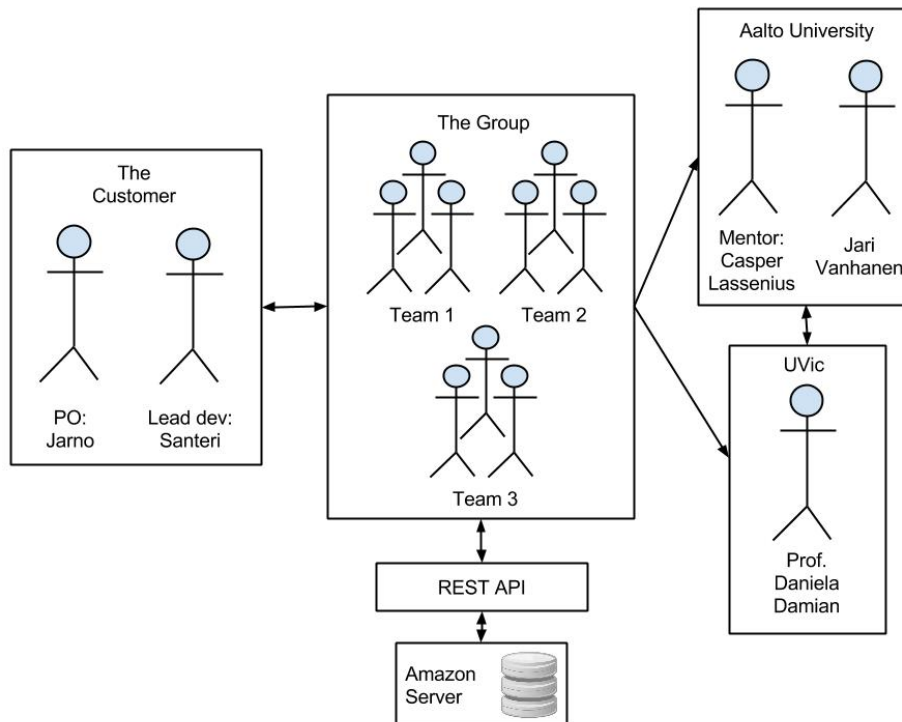 The
Customer
PO:
Jarno
Lead dev:
Santeri
The Group
Team 1
Team 2
Team 3
REST API
Amazon
Server
Aalto University
Mentor:
Casper
Lassenius
Jari
Vanhanen
UVic
Prof.
Daniela
Damian